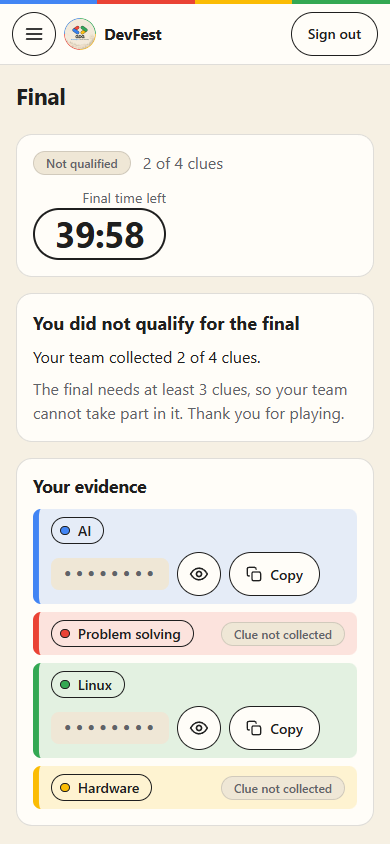 DevFest
Sign out
Final
Not qualified
2 of 4 clues
Final time left
39:58
You did not qualify for the final
Your team collected 2 of 4 clues.
The final needs at least 3 clues, so your team
cannot take part in it. Thank you for playing.
Your evidence
AI
••••••••
Copy
Problem solving
Clue not collected
Linux
••••••••
Copy
Hardware
Clue not collected